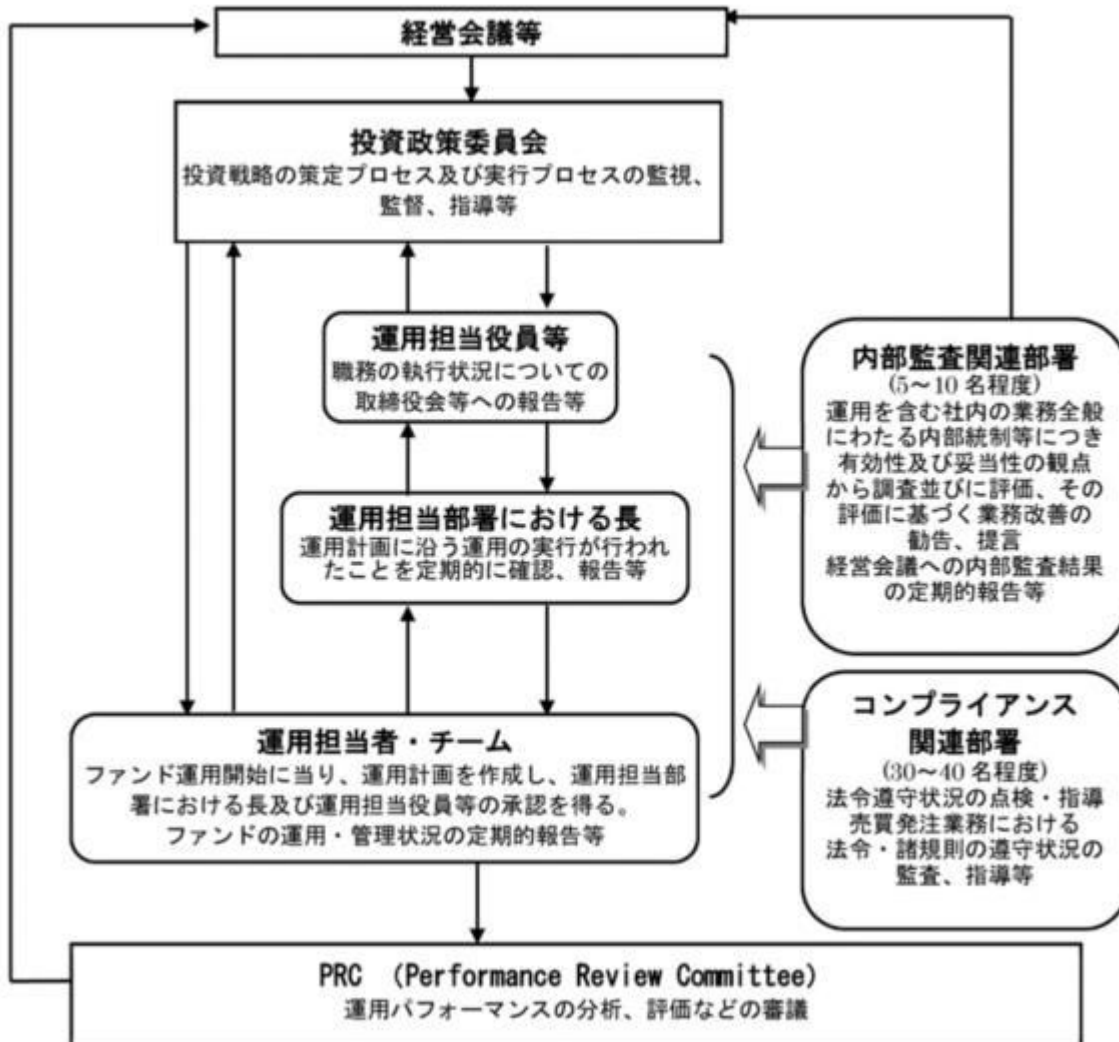 経営会議等
投資政策委員会
投資戦略の策定プロセス及び実行プロセスの監視、
監督、指導等
運用担当役員等
職務の執行状況についての
取締役会等への報告等
運用担当部署における長
運用計画に沿う運用の実行が行われ
たことを定期的に確認、報告等
運用担当者・チーム
ファンド運用開始に当り、運用計画を作成し、運用担当部
署における長及び運用担当役員等の承認を得る。
ファンドの運用・管理状況の定期的報告等
内部監査関連部署
(5～10 名程度)
運用を含む社内の業務全般
にわたる内部統制等につき
有効性及び妥当性の観点
から調査並びに評価、その
評価に基づく業務改善の
勧告、提言
経営会議への内部監査結果
の定期的報告等
コンプライアンス
関連部署
(30～40 名程度)
法令遵守状況の点検・指導
売買発注業務における
法令・諸規則の遵守状況の
監査、指導等
PRC （Performance Review Committee）
運用パフォーマンスの分析、評価などの審議